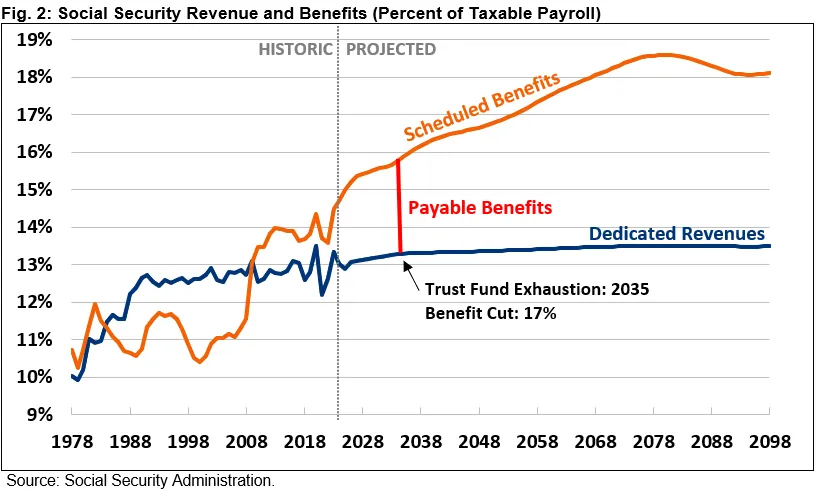 Fig. 2: Social Security Revenue and Benefits (Percent of Taxable Payroll)
19%
HISTORIC PROJECTED
18%
Scheduled Benefits
17%
16%
15%
Payable Benefits
14%
Dedicated Revenues
13%
Trust Fund Exhaustion: 2035
12%
Benefit Cut: 17%
11%
10%
9%
1978 1988 1998 2008 2018 2028 2038 2048 2058 2068 2078 2088 2098
Source: Social Security Administration.